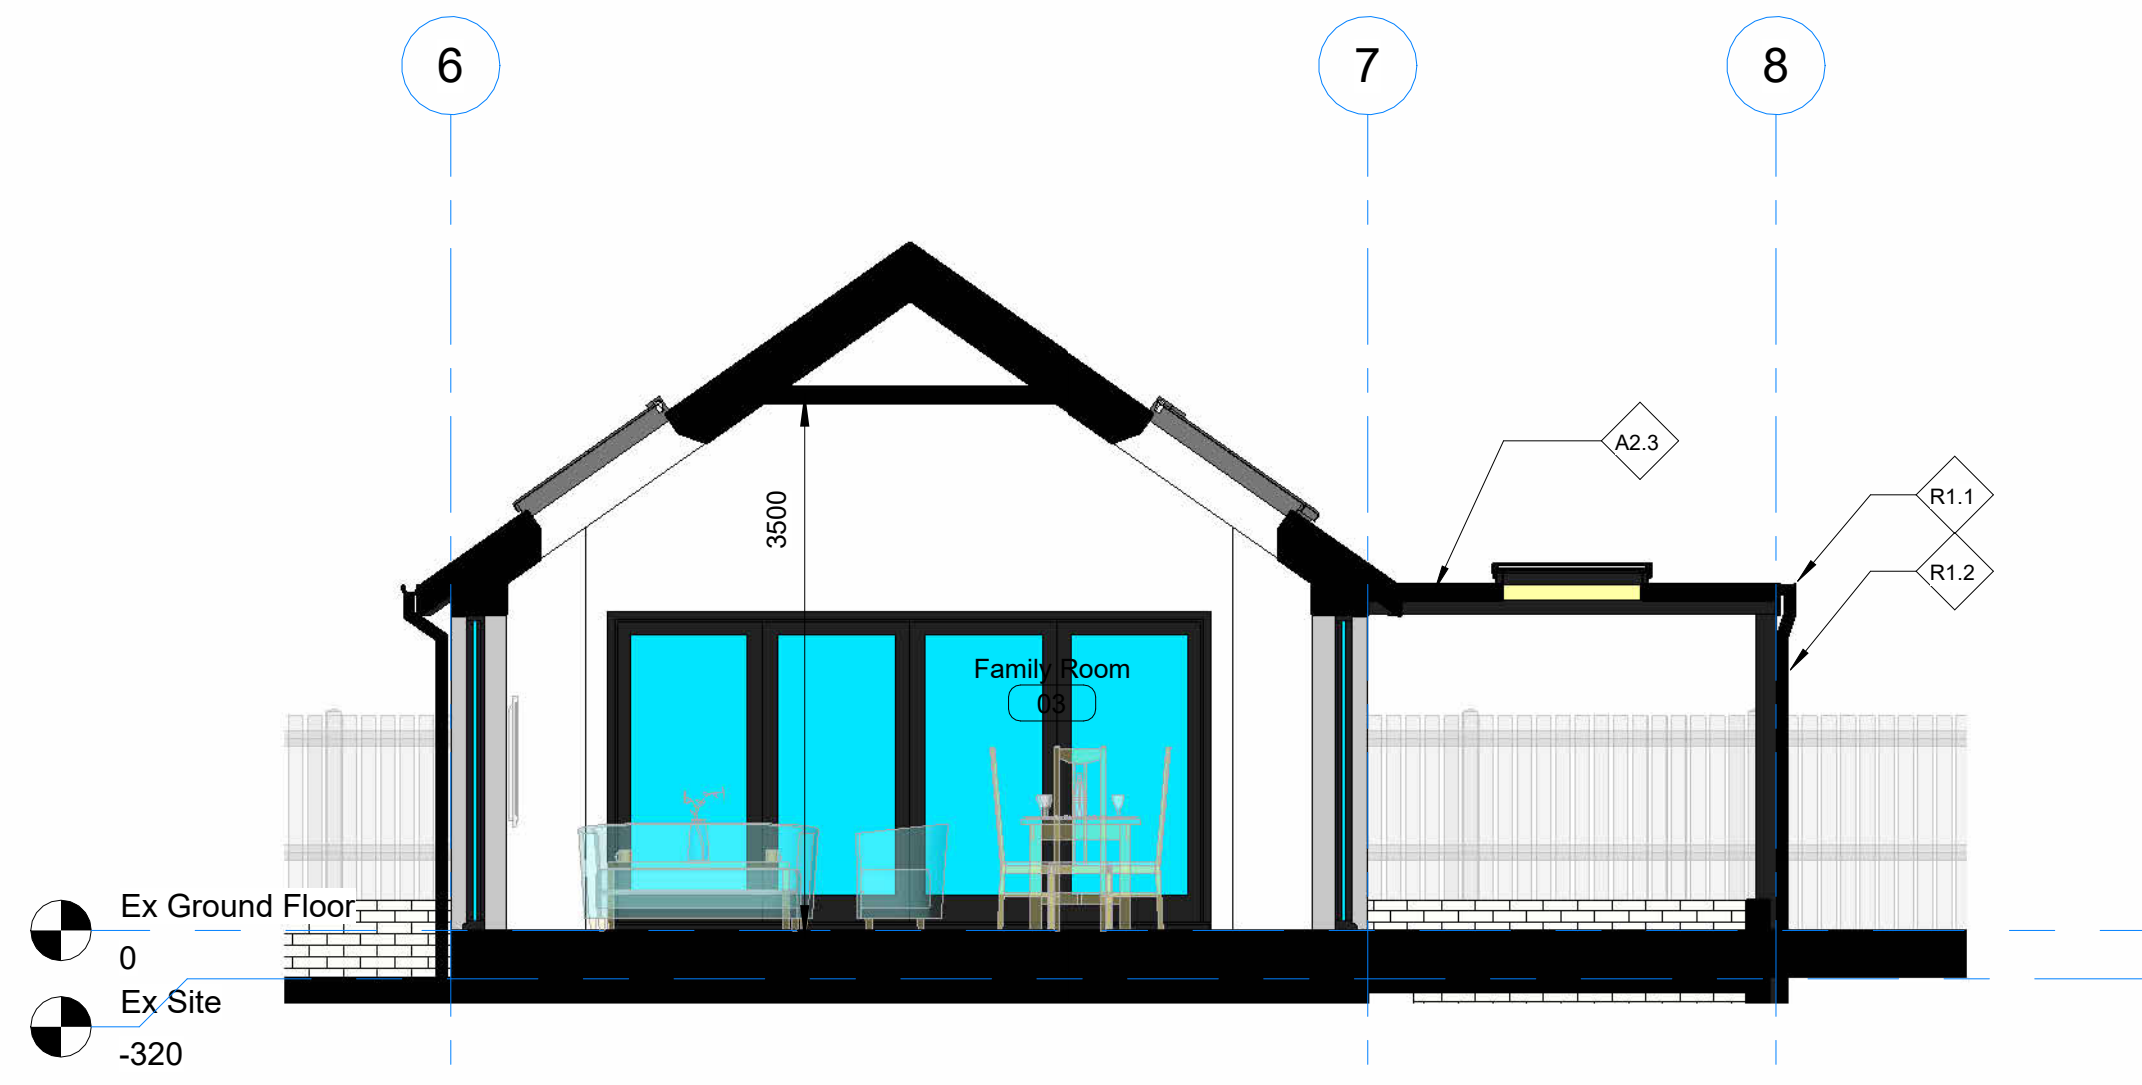 6
7
8
A2.3
R1.1
3500
R1.2
Family Room
03
Ex Ground Floor
0
Ex Site
-320